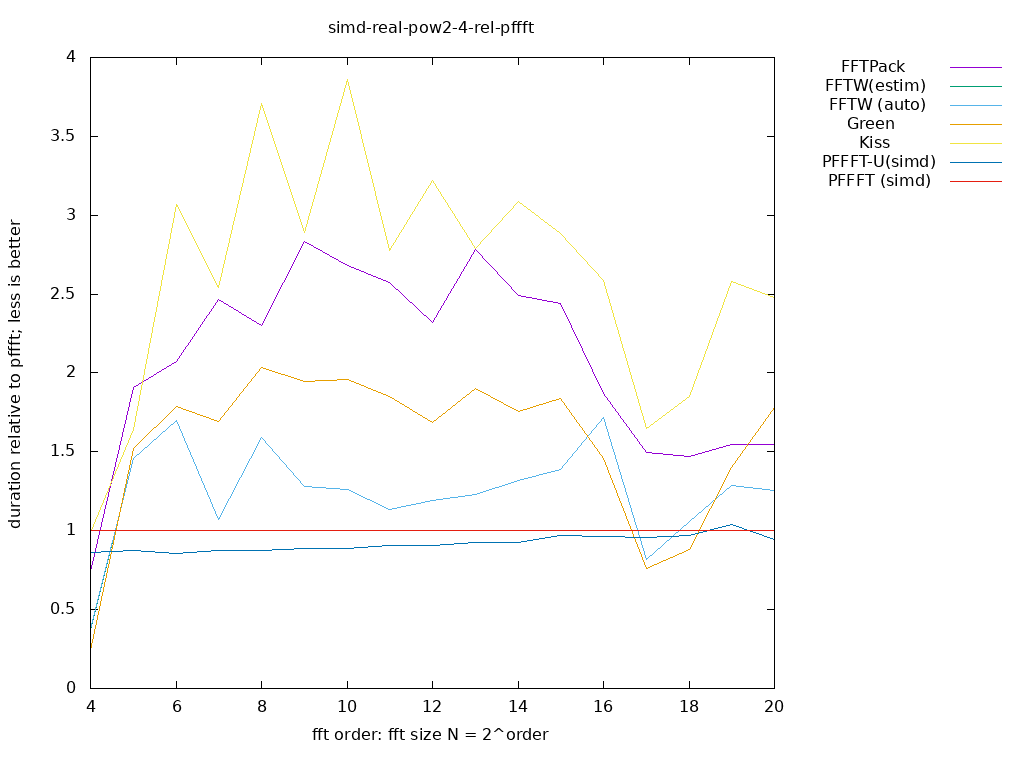 simd-real-pow2-4-rel-pffft
duration relative to pffft; less is better
4
3.5
3
2.5
2
1.5
1
0.5
0
4 6 8 10 12 14 16 18 20
fft order: fft size N = 2^order
FFTPack
FFTW(estim)
FFTW (auto)
Green
Kiss
PFFFT-U(simd)
PFFFT (simd)